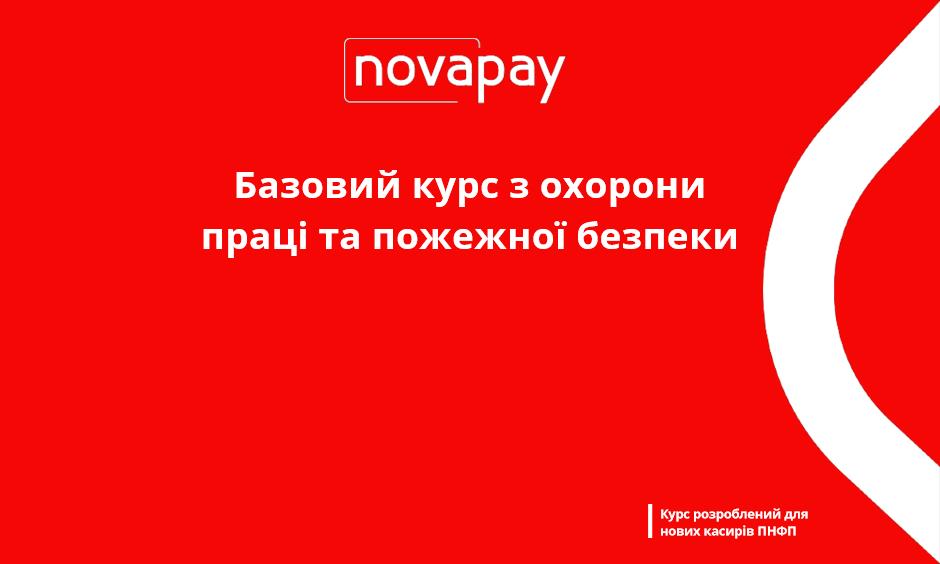 novapay
Базовий курс з охорони
праці та пожежної безпеки
Курс розроблений для
нових касирів ПНФП